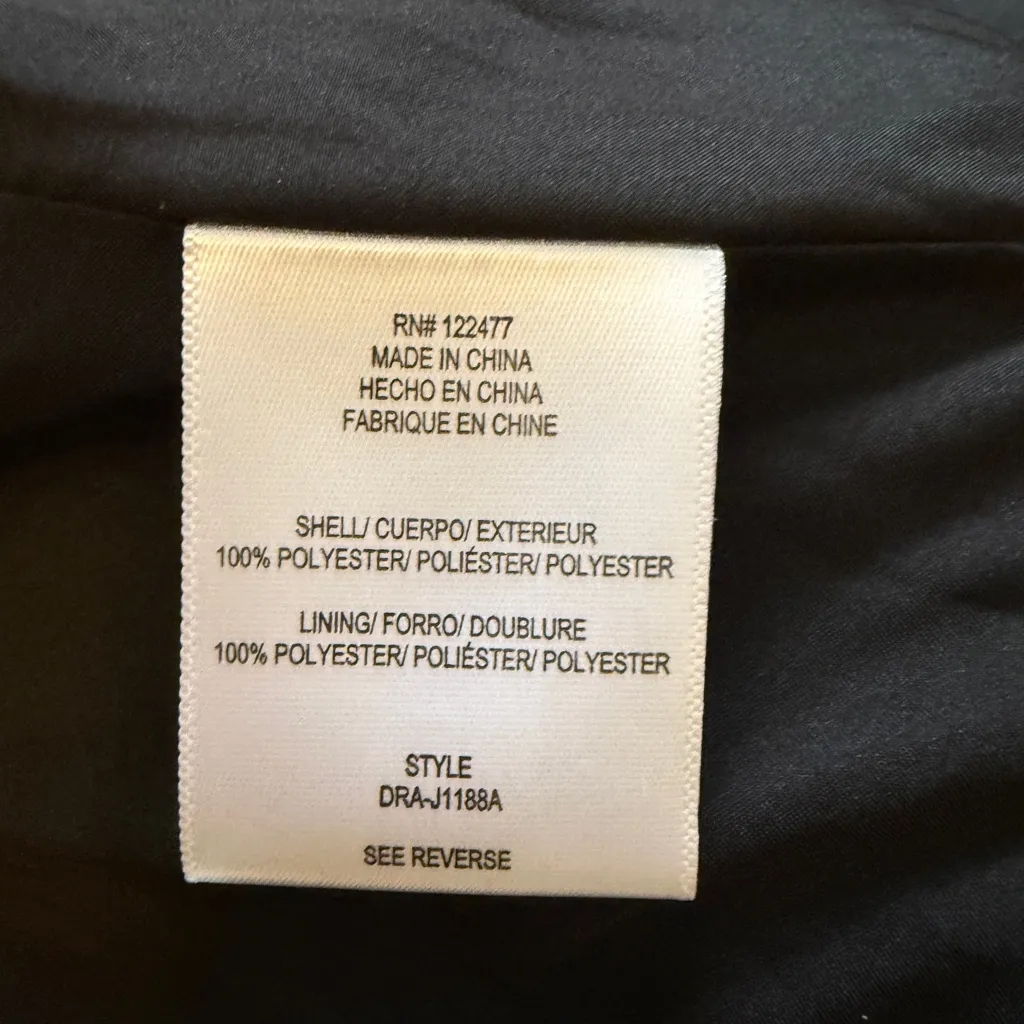 RN# 122477
MADE IN CHINA
HECHO EN CHINA
FABRIQUE EN CHINE
SHELL/ CUERPO/ EXTERIEUR
100% POLYESTER/ POLIÉSTER/ POLYESTER
LINING/ FORRO/ DOUBLURE
100% POLYESTER/ POLIÉSTER/ POLYESTER
STYLE
DRA-J1188A
SEE REVERSE